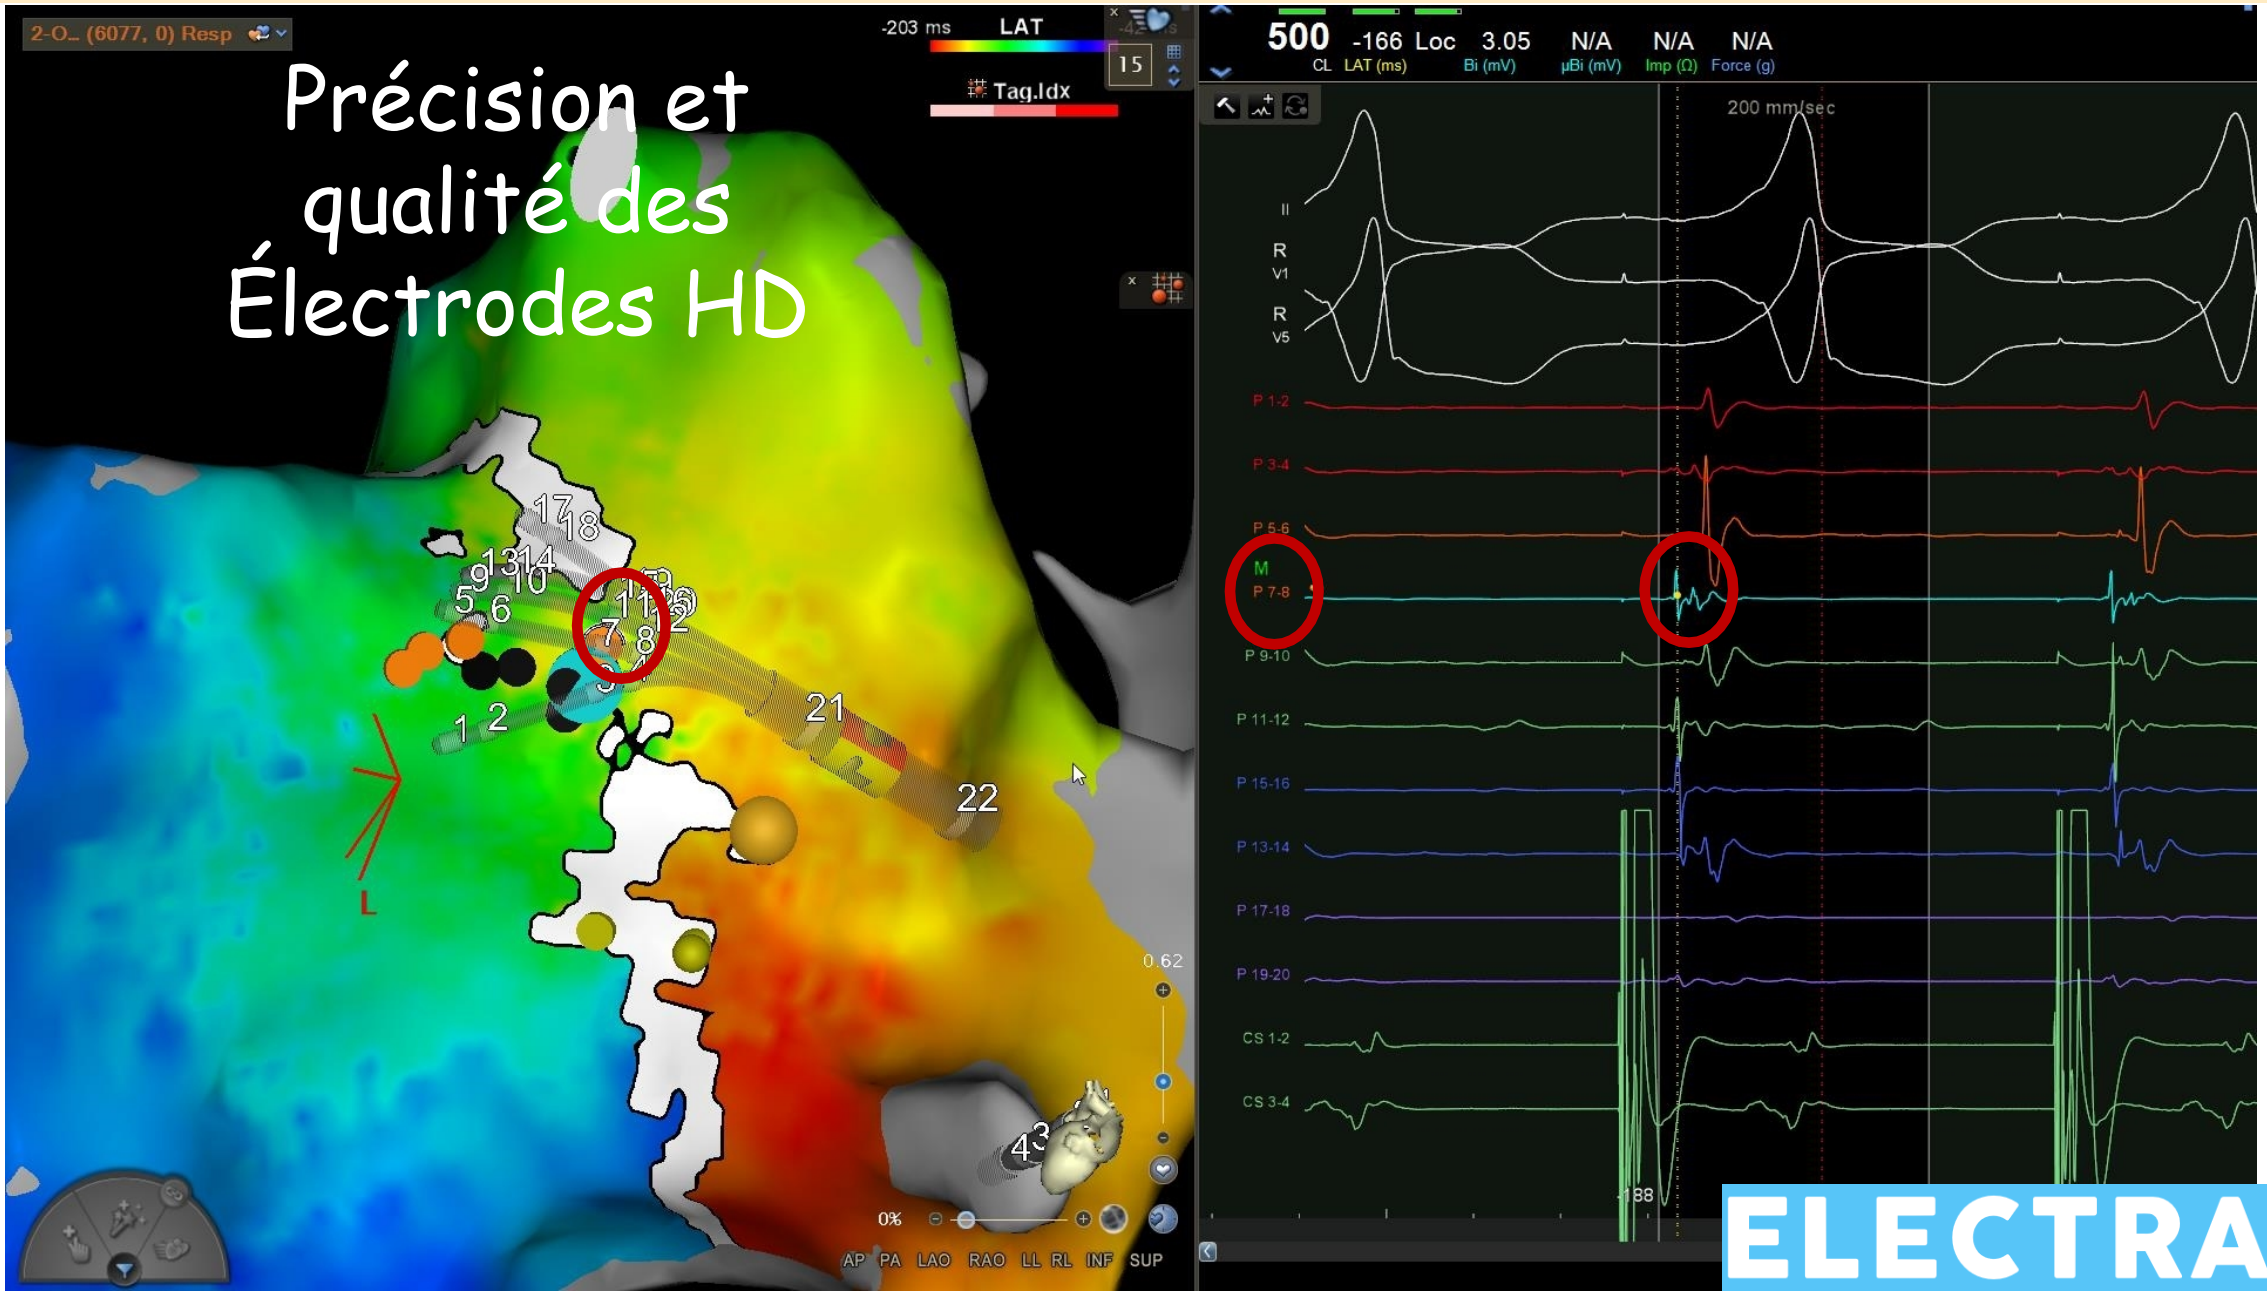 2-O... (6077, 0) Resp
-203 ms LAT
15
Tag.Idx
Précision et
qualité des
Électrodes HD
17
18
13 14
9 10
5 6
7 8
1 2
21
22
L
0.62
43
0%
AP PA LAO RAO LL RL INF SUP
500 -166 Loc 3.05 N/A N/A N/A
CL LAT (ms) Bi (mV) µBi (mV) Imp (Ω) Force (g)
200 mm/sec
II
R
V1
R
V5
P 1-2
P 3-4
P 5-6
M
P 7-8
P 9-10
P 11-12
P 15-16
P 13-14
P 17-18
P 19-20
CS 1-2
CS 3-4
-188
ELECTRA